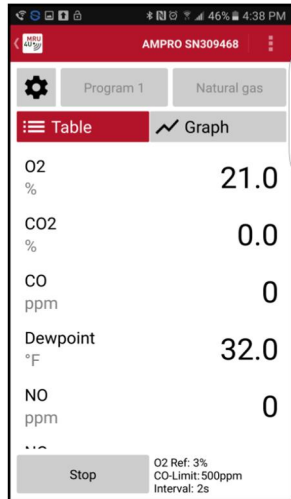 46% 4:38 PM
MRU
4U
AMPRO SN309468
Program 1 Natural gas
Table Graph
O2
% 21.0
CO2
% 0.0
CO
ppm 0
Dewpoint
°F 32.0
NO
ppm 0
Stop
O2 Ref: 3%
CO-Limit:500ppm
Interval: 2s